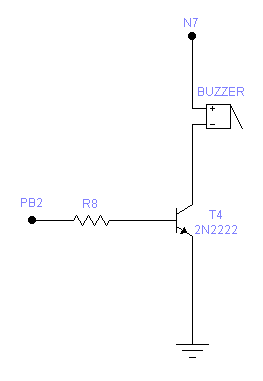 N7
BUZZER
+
-
PB2
R8
T4
2N2222